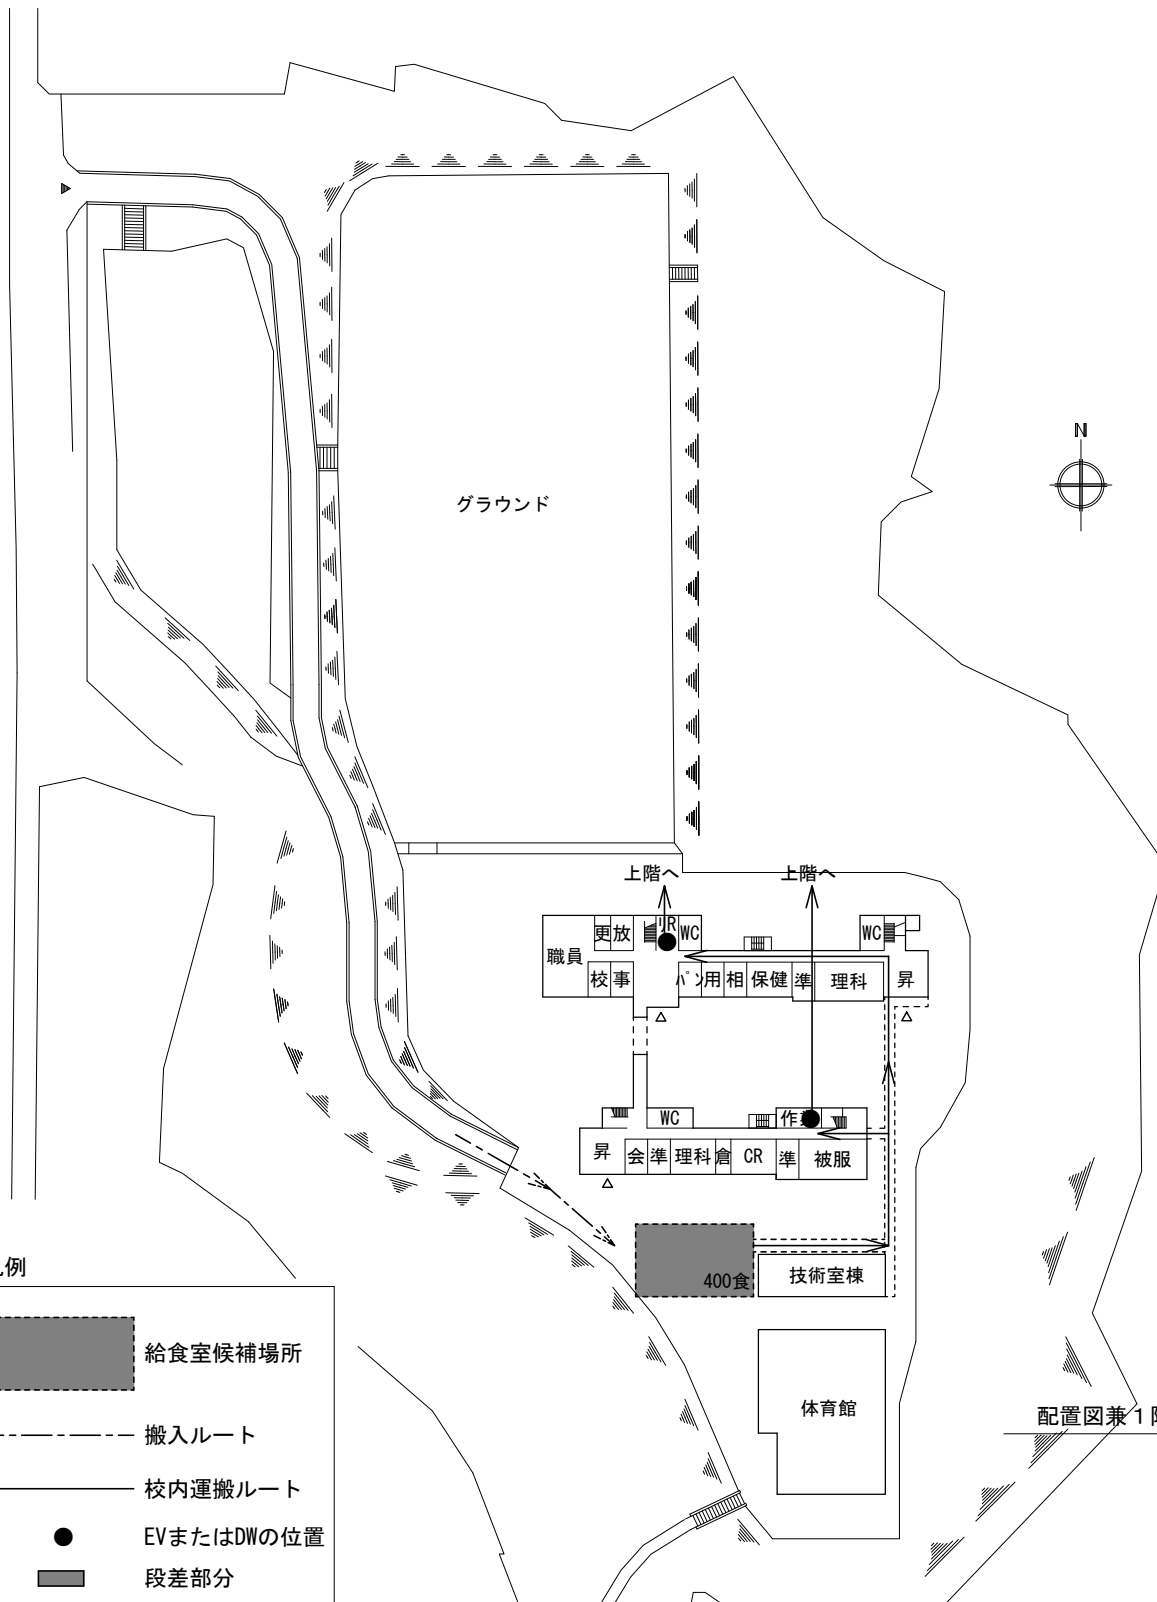 N
グラウンド
上階へ
上階へ
更
放
WC
WC
職員
校
事
用
相
保健
準
理科
昇
WC
昇
会
準
理科
倉
CR
準
被服
400食
技術室棟
体育館
例
給食室候補場所
搬入ルート
校内運搬ルート
EVまたはDWの位置
段差部分
配置図兼1